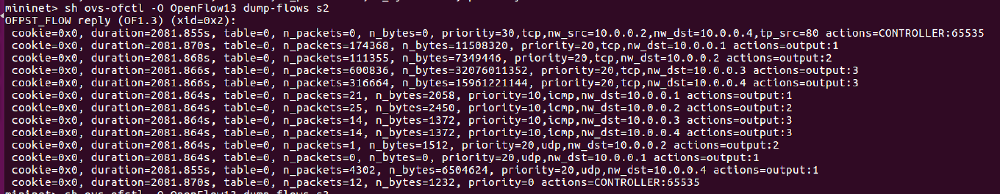 mininet> sh ovs-ofctl -O OpenFlow13 dump-flows s2
OFPST_FLOW reply (OF1.3) (xid=0x2):
cookie=0x0, duration=2081.855s, table=0, n_packets=0, n_bytes=0, priority=30,tcp,nw_src=10.0.0.2,nw_dst=10.0.0.4,tp_src=80 actions=CONTROLLER:65535
cookie=0x0, duration=2081.870s, table=0, n_packets=174368, n_bytes=11508320, priority=20,tcp,nw_dst=10.0.0.1 actions=output:1
cookie=0x0, duration=2081.868s, table=0, n_packets=111355, n_bytes=7349446, priority=20,tcp,nw_dst=10.0.0.2 actions=output:2
cookie=0x0, duration=2081.866s, table=0, n_packets=600836, n_bytes=32076011352, priority=20,tcp,nw_dst=10.0.0.3 actions=output:3
cookie=0x0, duration=2081.866s, table=0, n_packets=316664, n_bytes=15961221144, priority=20,tcp,nw_dst=10.0.0.4 actions=output:3
cookie=0x0, duration=2081.864s, table=0, n_packets=21, n_bytes=2058, priority=10,icmp,nw_dst=10.0.0.1 actions=output:1
cookie=0x0, duration=2081.864s, table=0, n_packets=25, n_bytes=2450, priority=10,icmp,nw_dst=10.0.0.2 actions=output:2
cookie=0x0, duration=2081.864s, table=0, n_packets=14, n_bytes=1372, priority=10,icmp,nw_dst=10.0.0.3 actions=output:3
cookie=0x0, duration=2081.864s, table=0, n_packets=14, n_bytes=1372, priority=10,icmp,nw_dst=10.0.0.4 actions=output:3
cookie=0x0, duration=2081.864s, table=0, n_packets=1, n_bytes=1512, priority=20,udp,nw_dst=10.0.0.2 actions=output:2
cookie=0x0, duration=2081.864s, table=0, n_packets=0, n_bytes=0, priority=20,udp,nw_dst=10.0.0.1 actions=output:1
cookie=0x0, duration=2081.855s, table=0, n_packets=4302, n_bytes=6504624, priority=20,udp,nw_dst=10.0.0.4 actions=output:1
cookie=0x0, duration=2081.870s, table=0, n_packets=12, n_bytes=1232, priority=0 actions=CONTROLLER:65535
mininet> sh ovs-ofctl -O OpenFlow13 dump-flows s3